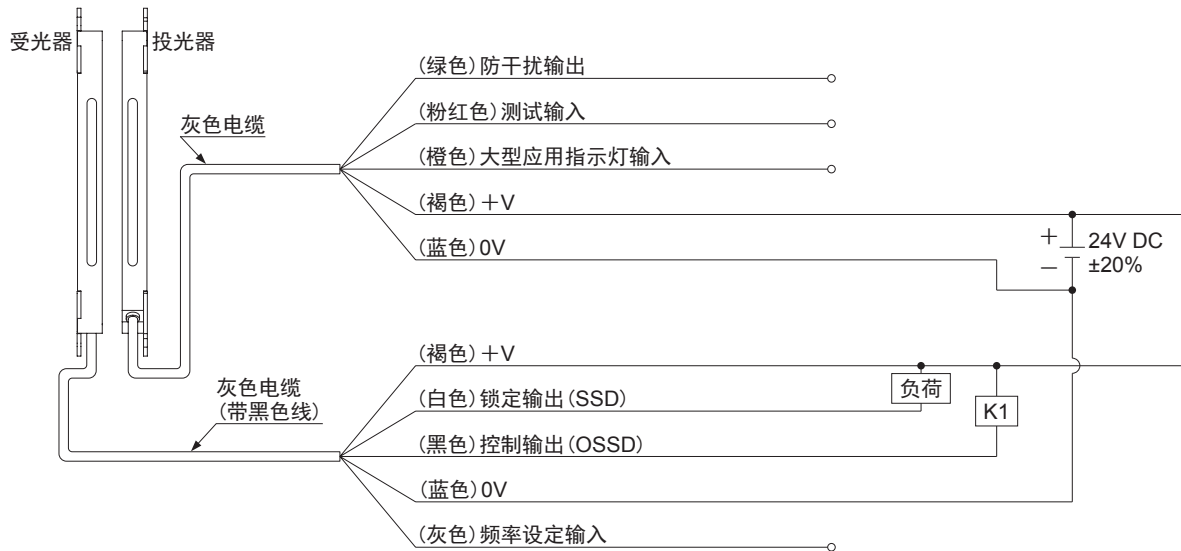 受光器
投光器
灰色电缆
(绿色)防干扰输出
(粉红色)测试输入
(橙色)大型应用指示灯输入
(褐色)+V
(蓝色)0V
+
−
24V DC
±20%
灰色电缆
(带黑色线)
(褐色)+V
(白色)锁定输出(SSD)
(黑色)控制输出(OSSD)
(蓝色)0V
(灰色)频率设定输入
负荷
K1